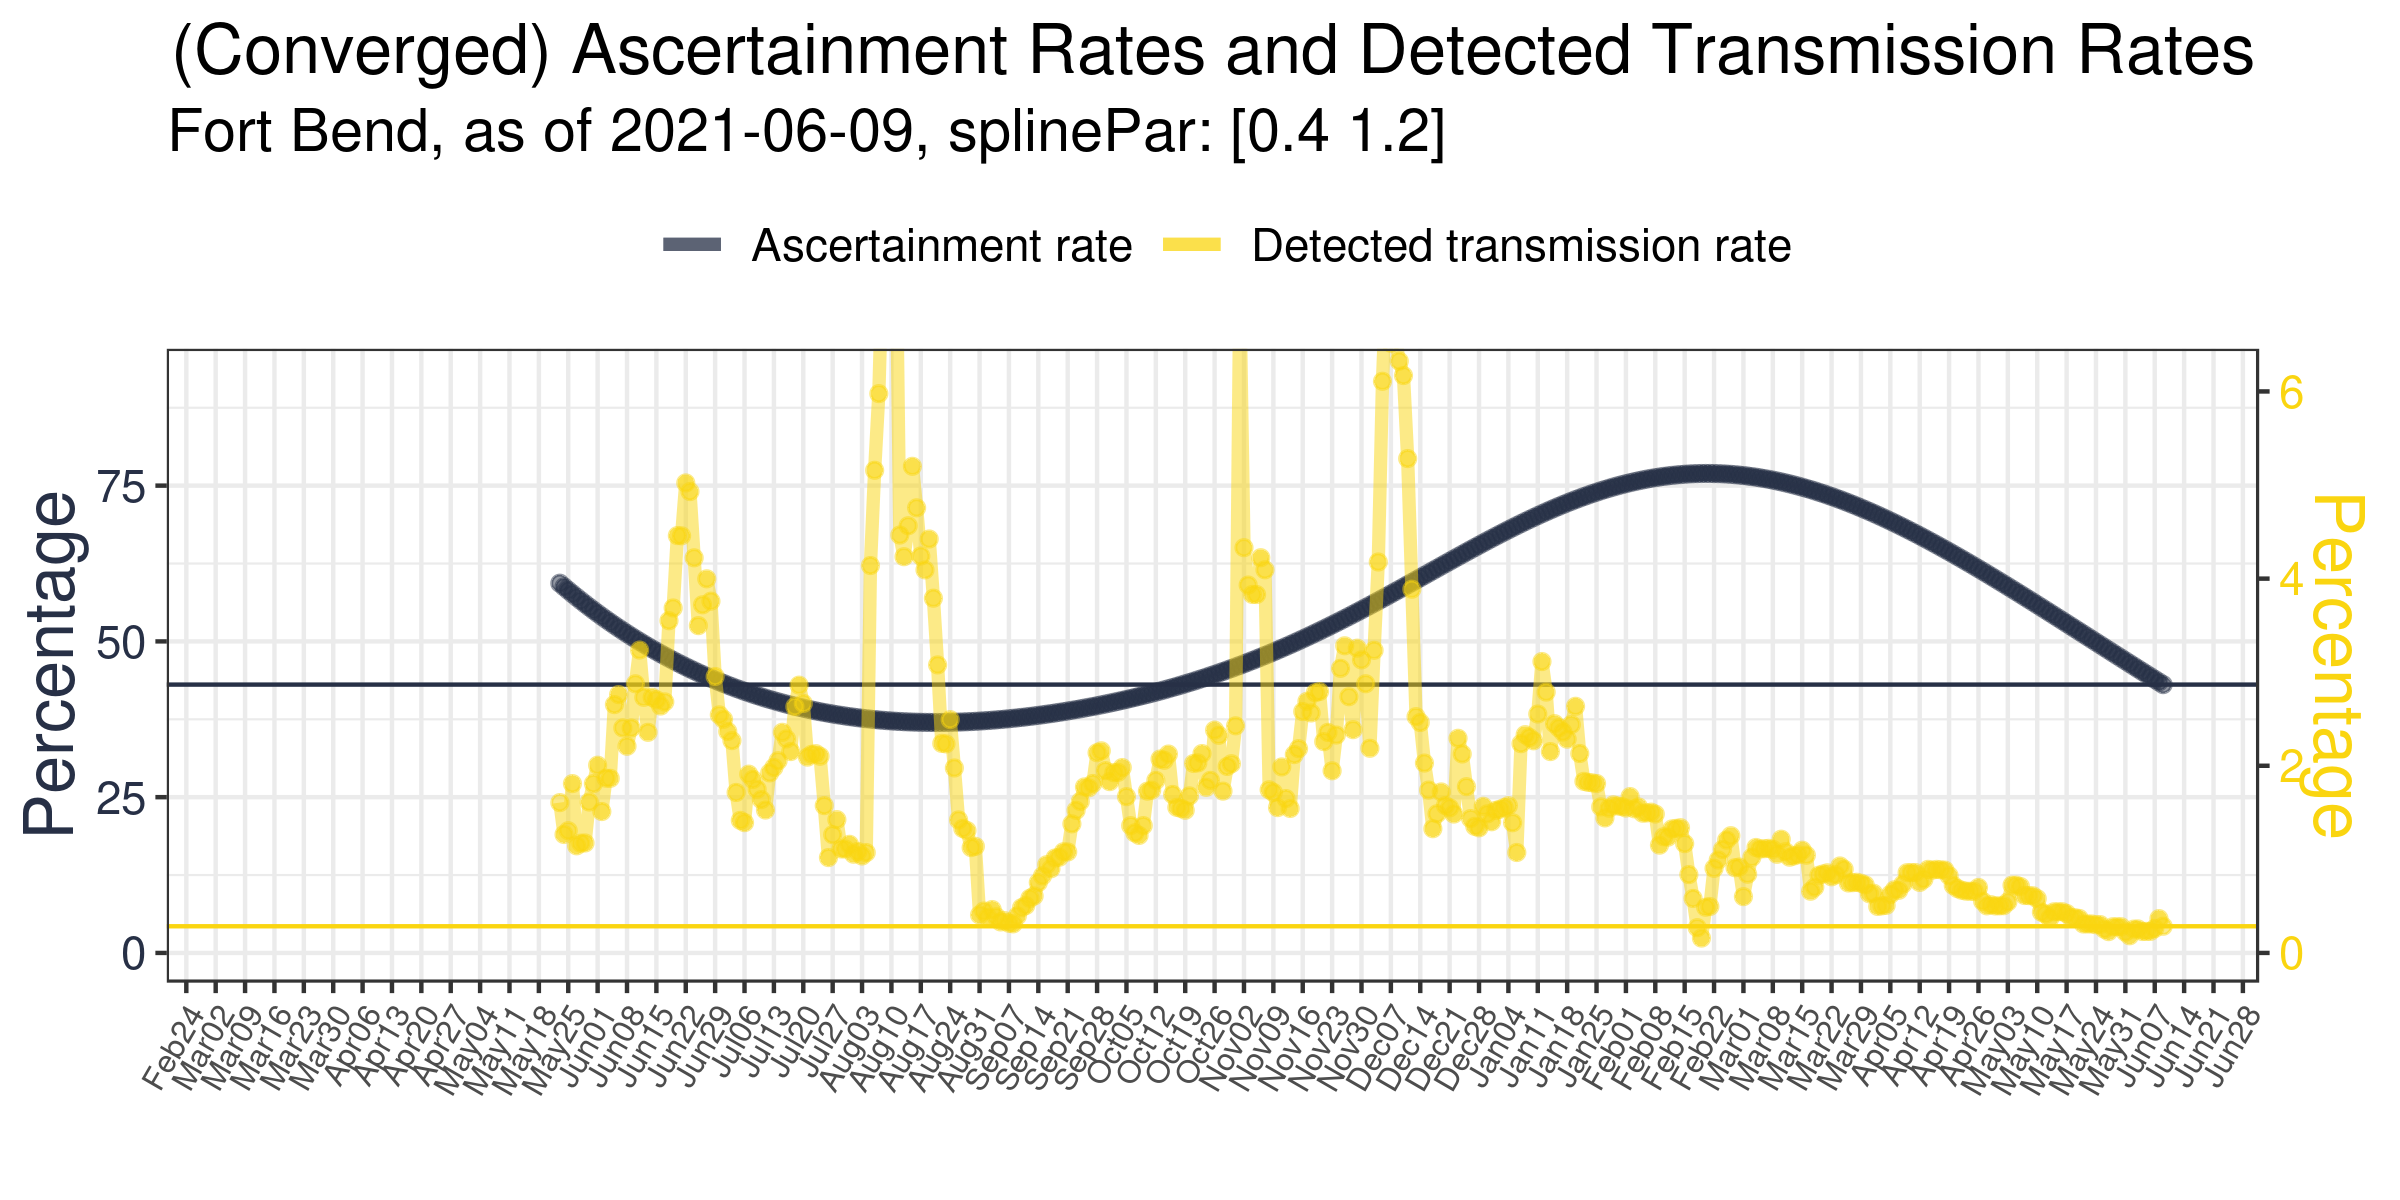 (Converged) Ascertainment Rates and Detected Transmission Rates
Fort Bend, as of 2021-06-09, splinePar: [0.4 1.2]
Ascertainment rate Detected transmission rate
Percentage
75
50
25
0
6
4
2
0
Percentage
Feb24
Mar02
Mar09
Mar16
Mar23
Mar30
Apr06
Apr13
Apr20
Apr27
May04
May11
May18
May25
Jun01
Jun08
Jun15
Jun22
Jun29
Jul06
Jul13
Jul20
Jul27
Aug03
Aug10
Aug17
Aug24
Aug31
Sep07
Sep14
Sep21
Sep28
Oct05
Oct12
Oct19
Oct26
Nov02
Nov09
Nov16
Nov23
Nov30
Dec07
Dec14
Dec21
Dec28
Jan04
Jan11
Jan18
Jan25
Feb01
Feb08
Feb15
Feb22
Mar01
Mar08
Mar15
Mar22
Mar29
Apr05
Apr12
Apr19
Apr26
May03
May10
May17
May24
May31
Jun07
Jun14
Jun21
Jun28